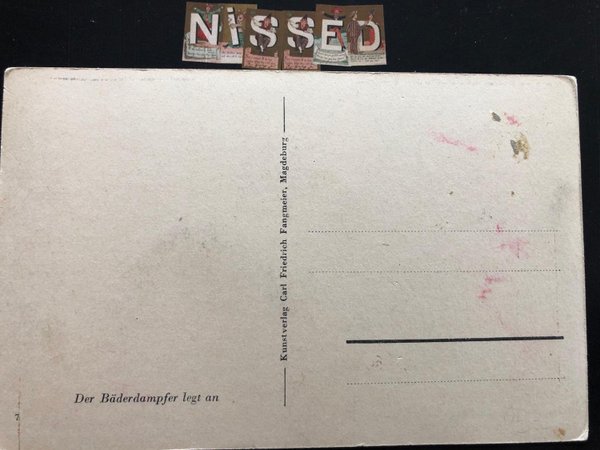 NiSSED
Kunstverlag Carl Friedrich Fangmeier, Magdeburg
Der Bäderdampfer legt an